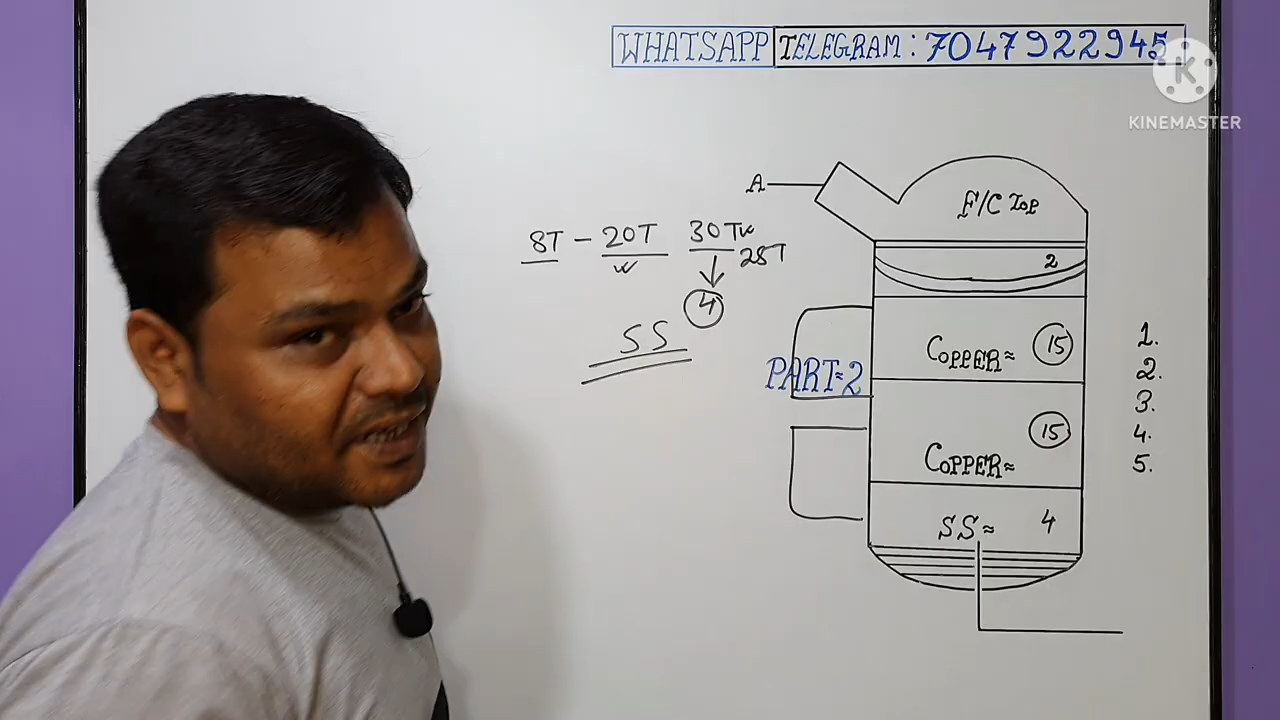 WHATSAPP TELEGRAM : 7047922945
KINEMASTER
A
F/C TOP
8T - 20T 30T
28T
2
4
SS
COPPER≈ 15
PART≈2
COPPER≈ 15
SS≈ 4
1.
2.
3.
4.
5.